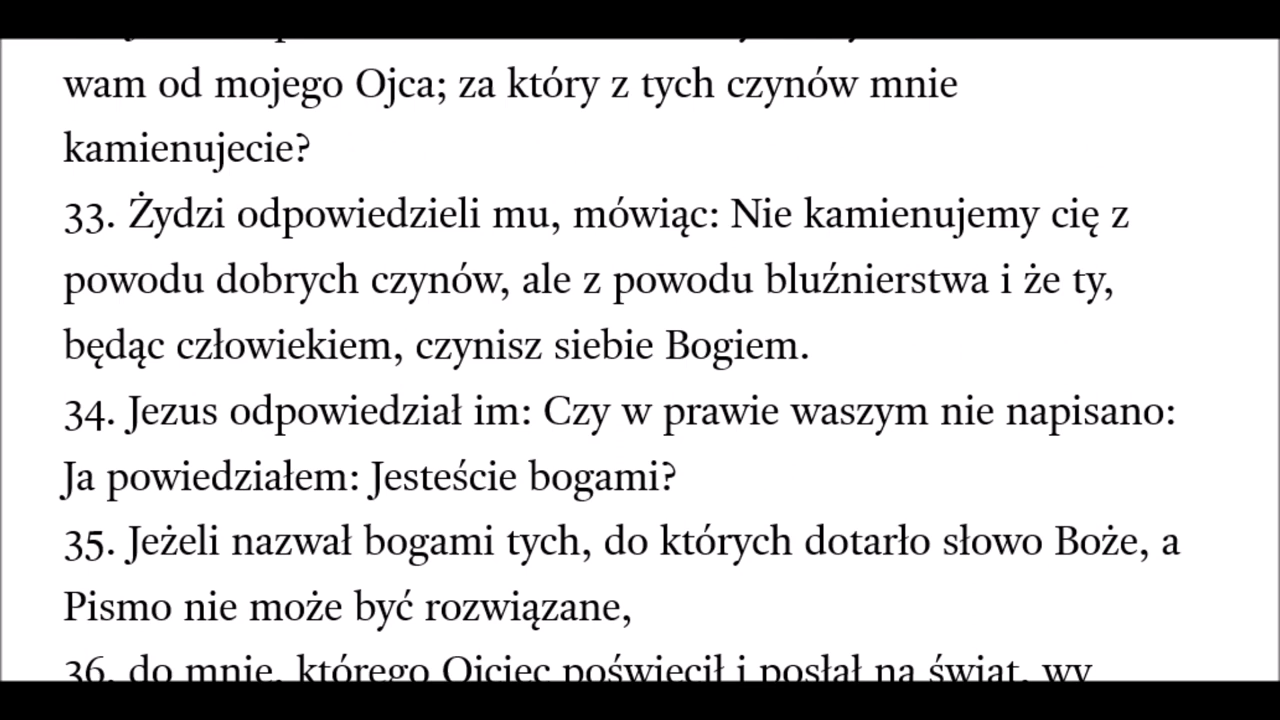 wam od mojego Ojca; za który z tych czynów mnie
kamienujecie?
33. Żydzi odpowiedzieli mu, mówiąc: Nie kamienujemy cię z
powodu dobrych czynów, ale z powodu bluźnierstwa i że ty,
będąc człowiekiem, czynisz siebie Bogiem.
34. Jezus odpowiedział im: Czy w prawie waszym nie napisano:
Ja powiedziałem: Jesteście bogami?
35. Jeżeli nazwał bogami tych, do których dotarło słowo Boże, a
Pismo nie może być rozwiązane,
36. do mnie, którego Ojciec poświęcił i posłał na świat, wy